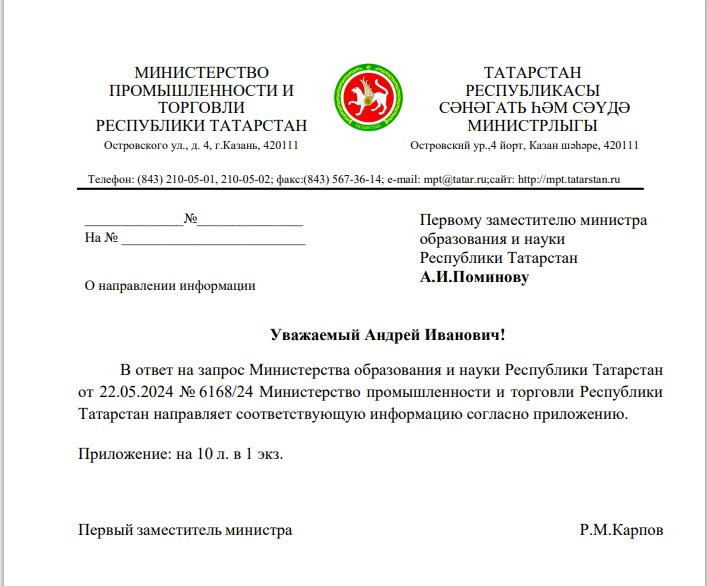 МИНИСТЕРСТВО
ПРОМЫШЛЕННОСТИ И
ТОРГОВЛИ
РЕСПУБЛИКИ ТАТАРСТАН
Островского ул., д. 4, г.Казань, 420111
ТАТАРСТАН
РЕСПУБЛИКАСЫ
СӘНӘГАТЬ ҺӘМ СӘҮДӘ
МИНИСТРЛЫГЫ
Островский ур.,4 йорт, Казан шәһәре, 420111
Телефон: (843) 210-05-01, 210-05-02; факс:(843) 567-36-14; e-mail: mpt@tatar.ru;сайт: http://mpt.tatarstan.ru
______________№_______________
На № __________________________
О направлении информации
Первому заместителю министра
образования и науки
Республики Татарстан
А.И.Поминову
Уважаемый Андрей Иванович!
В ответ на запрос Министерства образования и науки Республики Татарстан
от 22.05.2024 № 6168/24 Министерство промышленности и торговли Республики
Татарстан направляет соответствующую информацию согласно приложению.
Приложение: на 10 л. в 1 экз.
Первый заместитель министра Р.М.Карпов